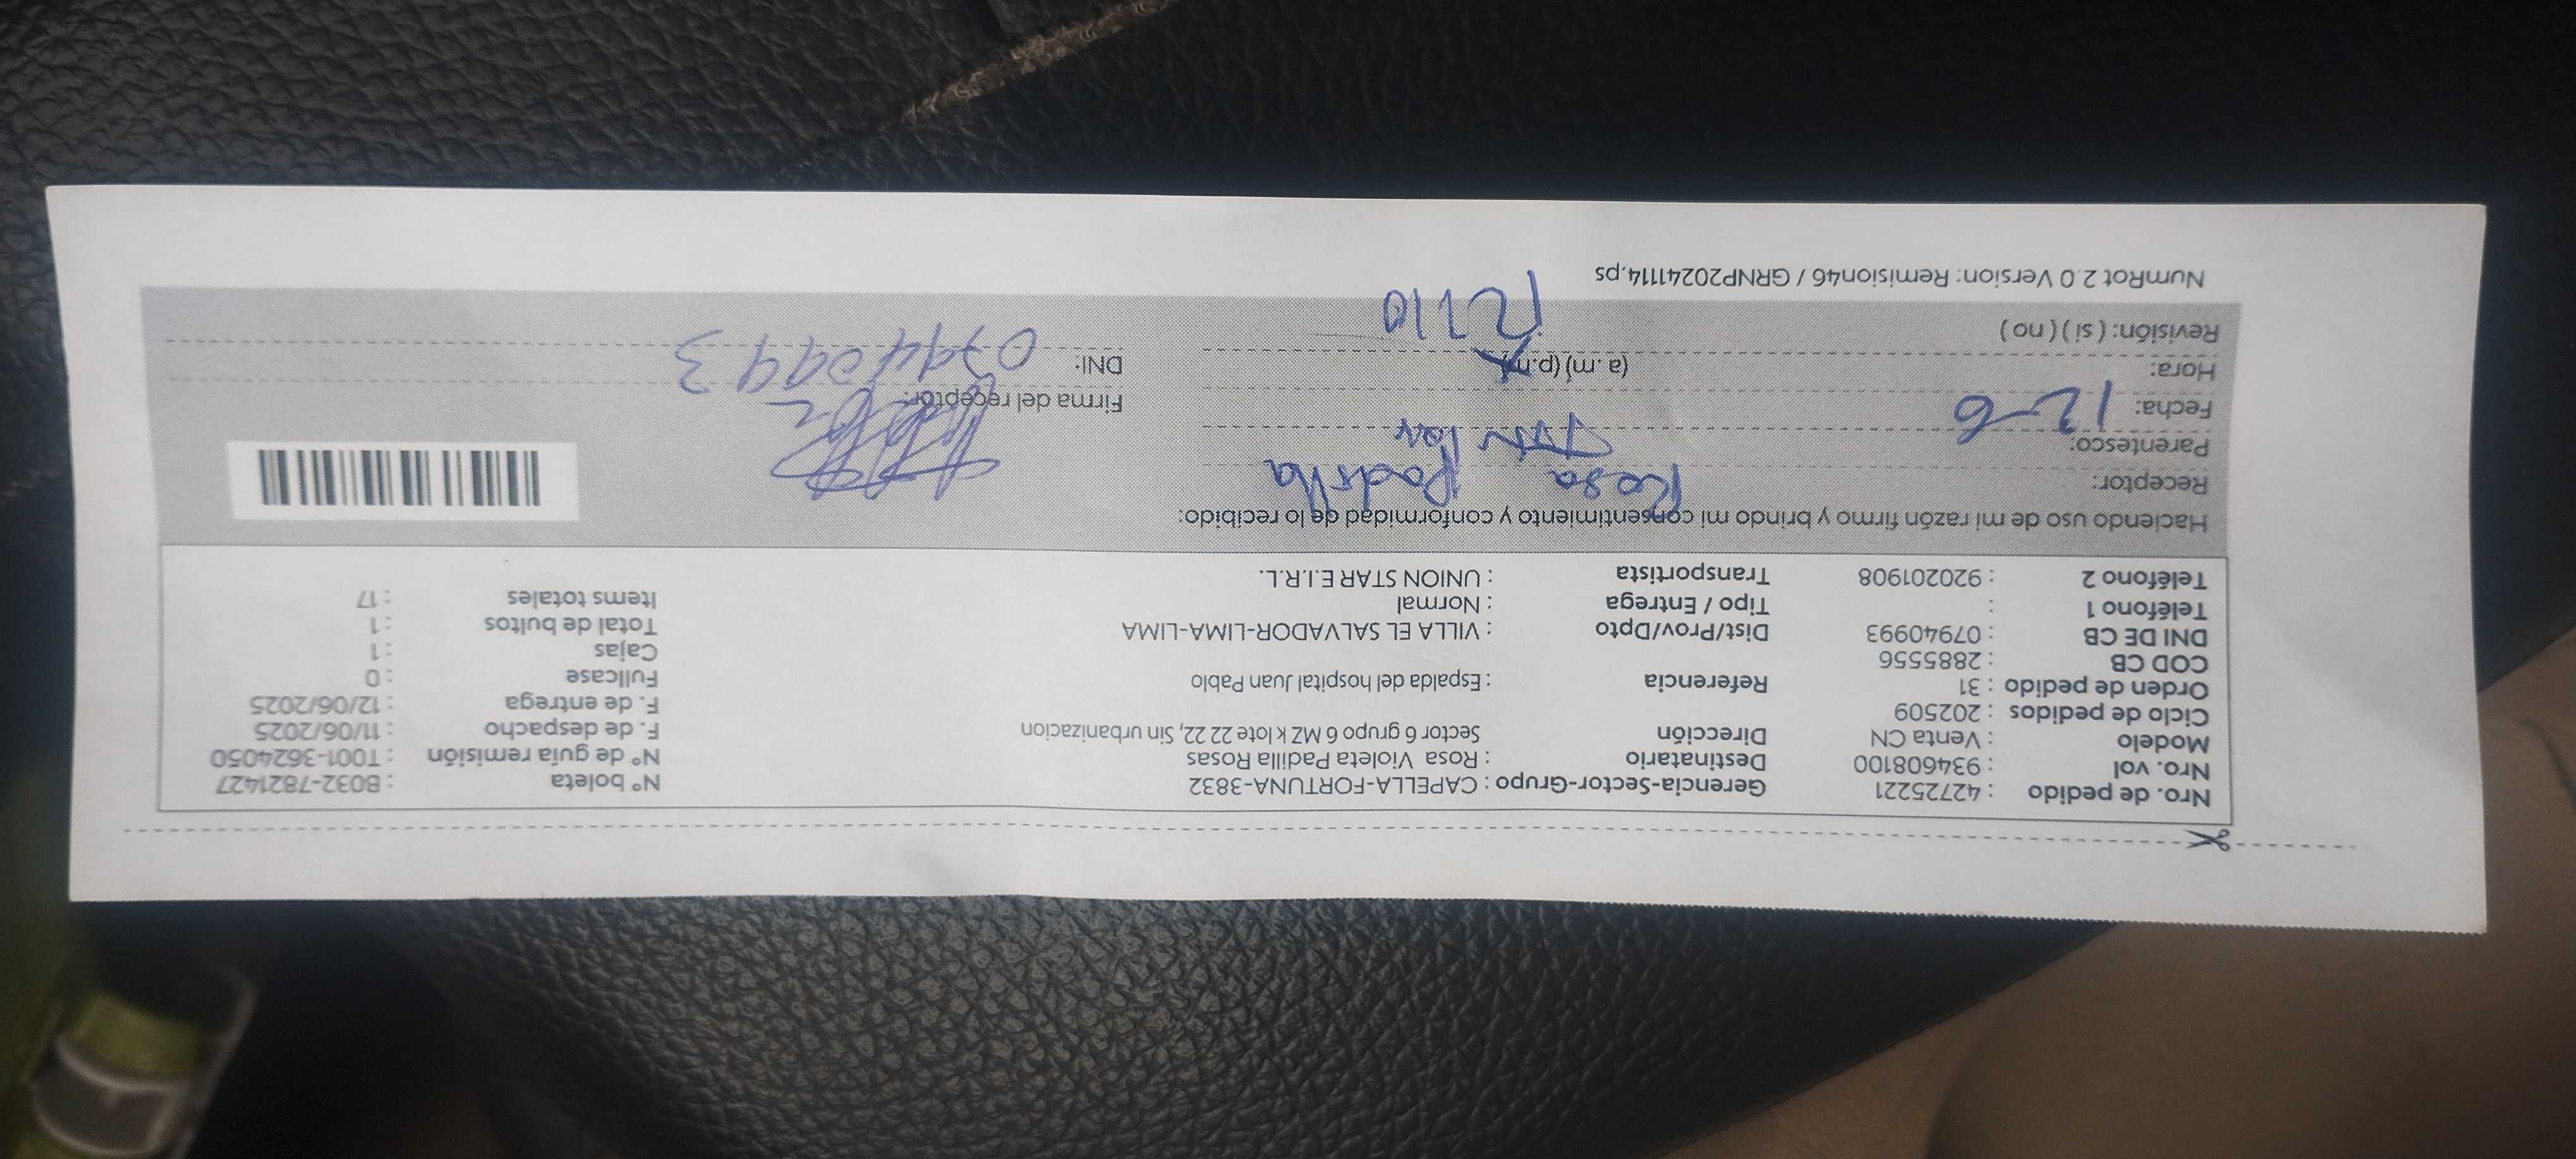 Nro. de pedido : 42725221 Gerencia-Sector-Grupo : CAPELLA-FORTUNA-3832 N° boleta : B032-7821427
Nro. vol : 934608100 Destinatario : Rosa Violeta Padilla Rosas N° de guía remisión : T001-3624050
Modelo : Venta CN Dirección Sector 6 grupo 6 MZ k lote 22 22, Sin urbanizacion F. de despacho : 11/06/2025
Ciclo de pedidos : 202509 F. de entrega : 12/06/2025
Orden de pedido : 31 Referencia : Espalda del hospital Juan Pablo Fullcase : 0
COD CB : 2885556 Cajas : 1
DNI DE CB : 07940993 Dist/Prov/Dpto : VILLA EL SALVADOR-LIMA-LIMA Total de bultos : 1
Teléfono 1 : Tipo / Entrega : Normal Items totales : 17
Teléfono 2 : 920201908 Transportista : UNION STAR E.I.R.L.
Haciendo uso de mi razón firmo y brindo mi consentimiento y conformidad de lo recibido:
Receptor: Rosa Padilla
Parentesco:
Fecha: 12-6 Firma del receptor:
Hora: (a.m) (p.m) DNI: 07940993
Revisión: ( si ) ( no )
NumRot 2.0 Version: Remision46 / GRNP20241114.ps